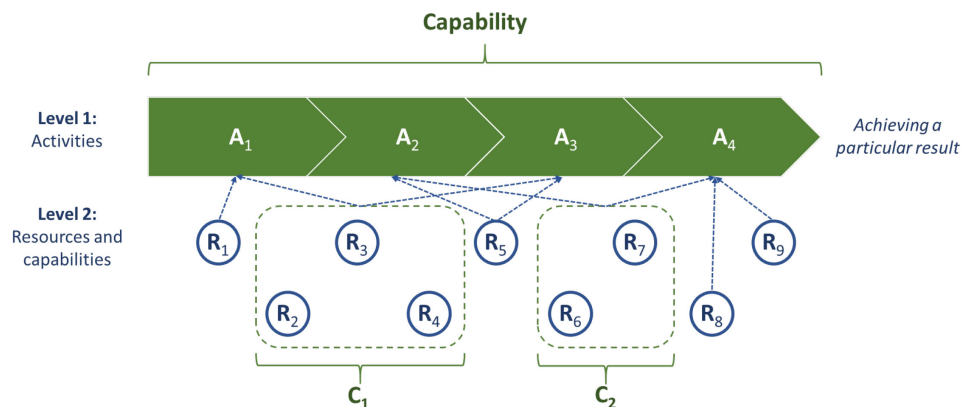 Capability
Level 1:
Activities
A₁
A₂
A₃
A₄
Achieving a
particular result
Level 2:
Resources and
capabilities
R₁
R₃
R₅
R₇
R₉
R₂
R₄
R₆
R₈
C₁
C₂